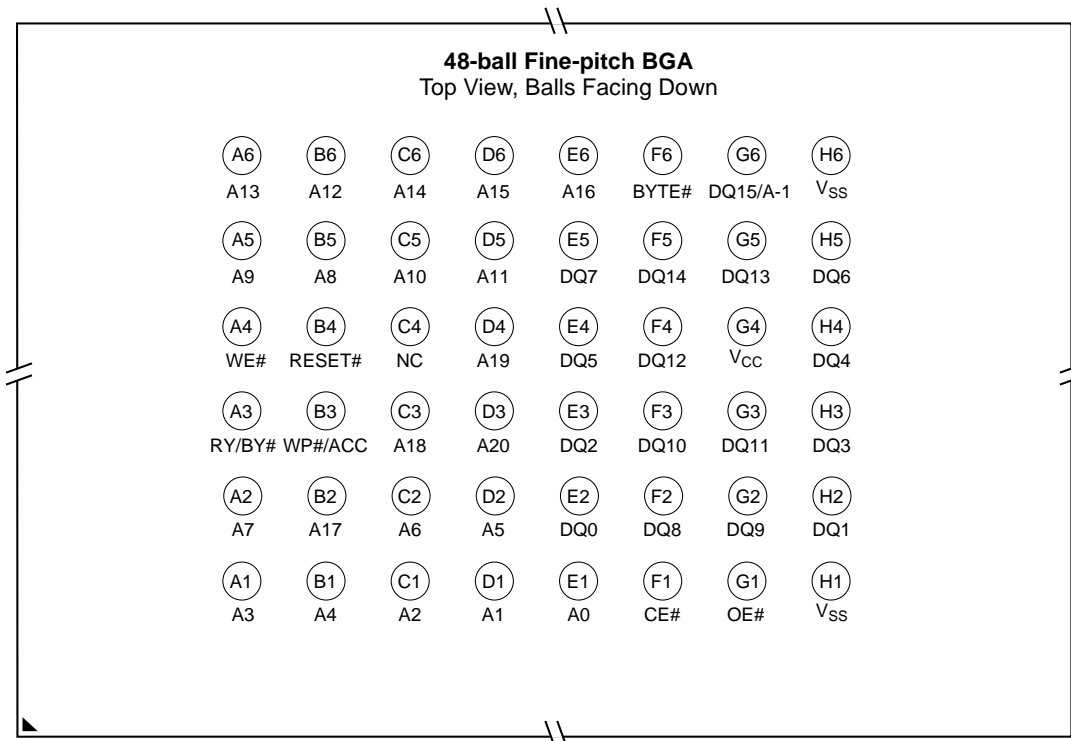 48-ball Fine-pitch BGA
Top View, Balls Facing Down
A6 B6 C6 D6 E6 F6 G6 H6
A13 A12 A14 A15 A16 BYTE# DQ15/A-1 VSS
A5 B5 C5 D5 E5 F5 G5 H5
A9 A8 A10 A11 DQ7 DQ14 DQ13 DQ6
A4 B4 C4 D4 E4 F4 G4 H4
WE# RESET# NC A19 DQ5 DQ12 VCC DQ4
A3 B3 C3 D3 E3 F3 G3 H3
RY/BY# WP#/ACC A18 A20 DQ2 DQ10 DQ11 DQ3
A2 B2 C2 D2 E2 F2 G2 H2
A7 A17 A6 A5 DQ0 DQ8 DQ9 DQ1
A1 B1 C1 D1 E1 F1 G1 H1
A3 A4 A2 A1 A0 CE# OE# VSS